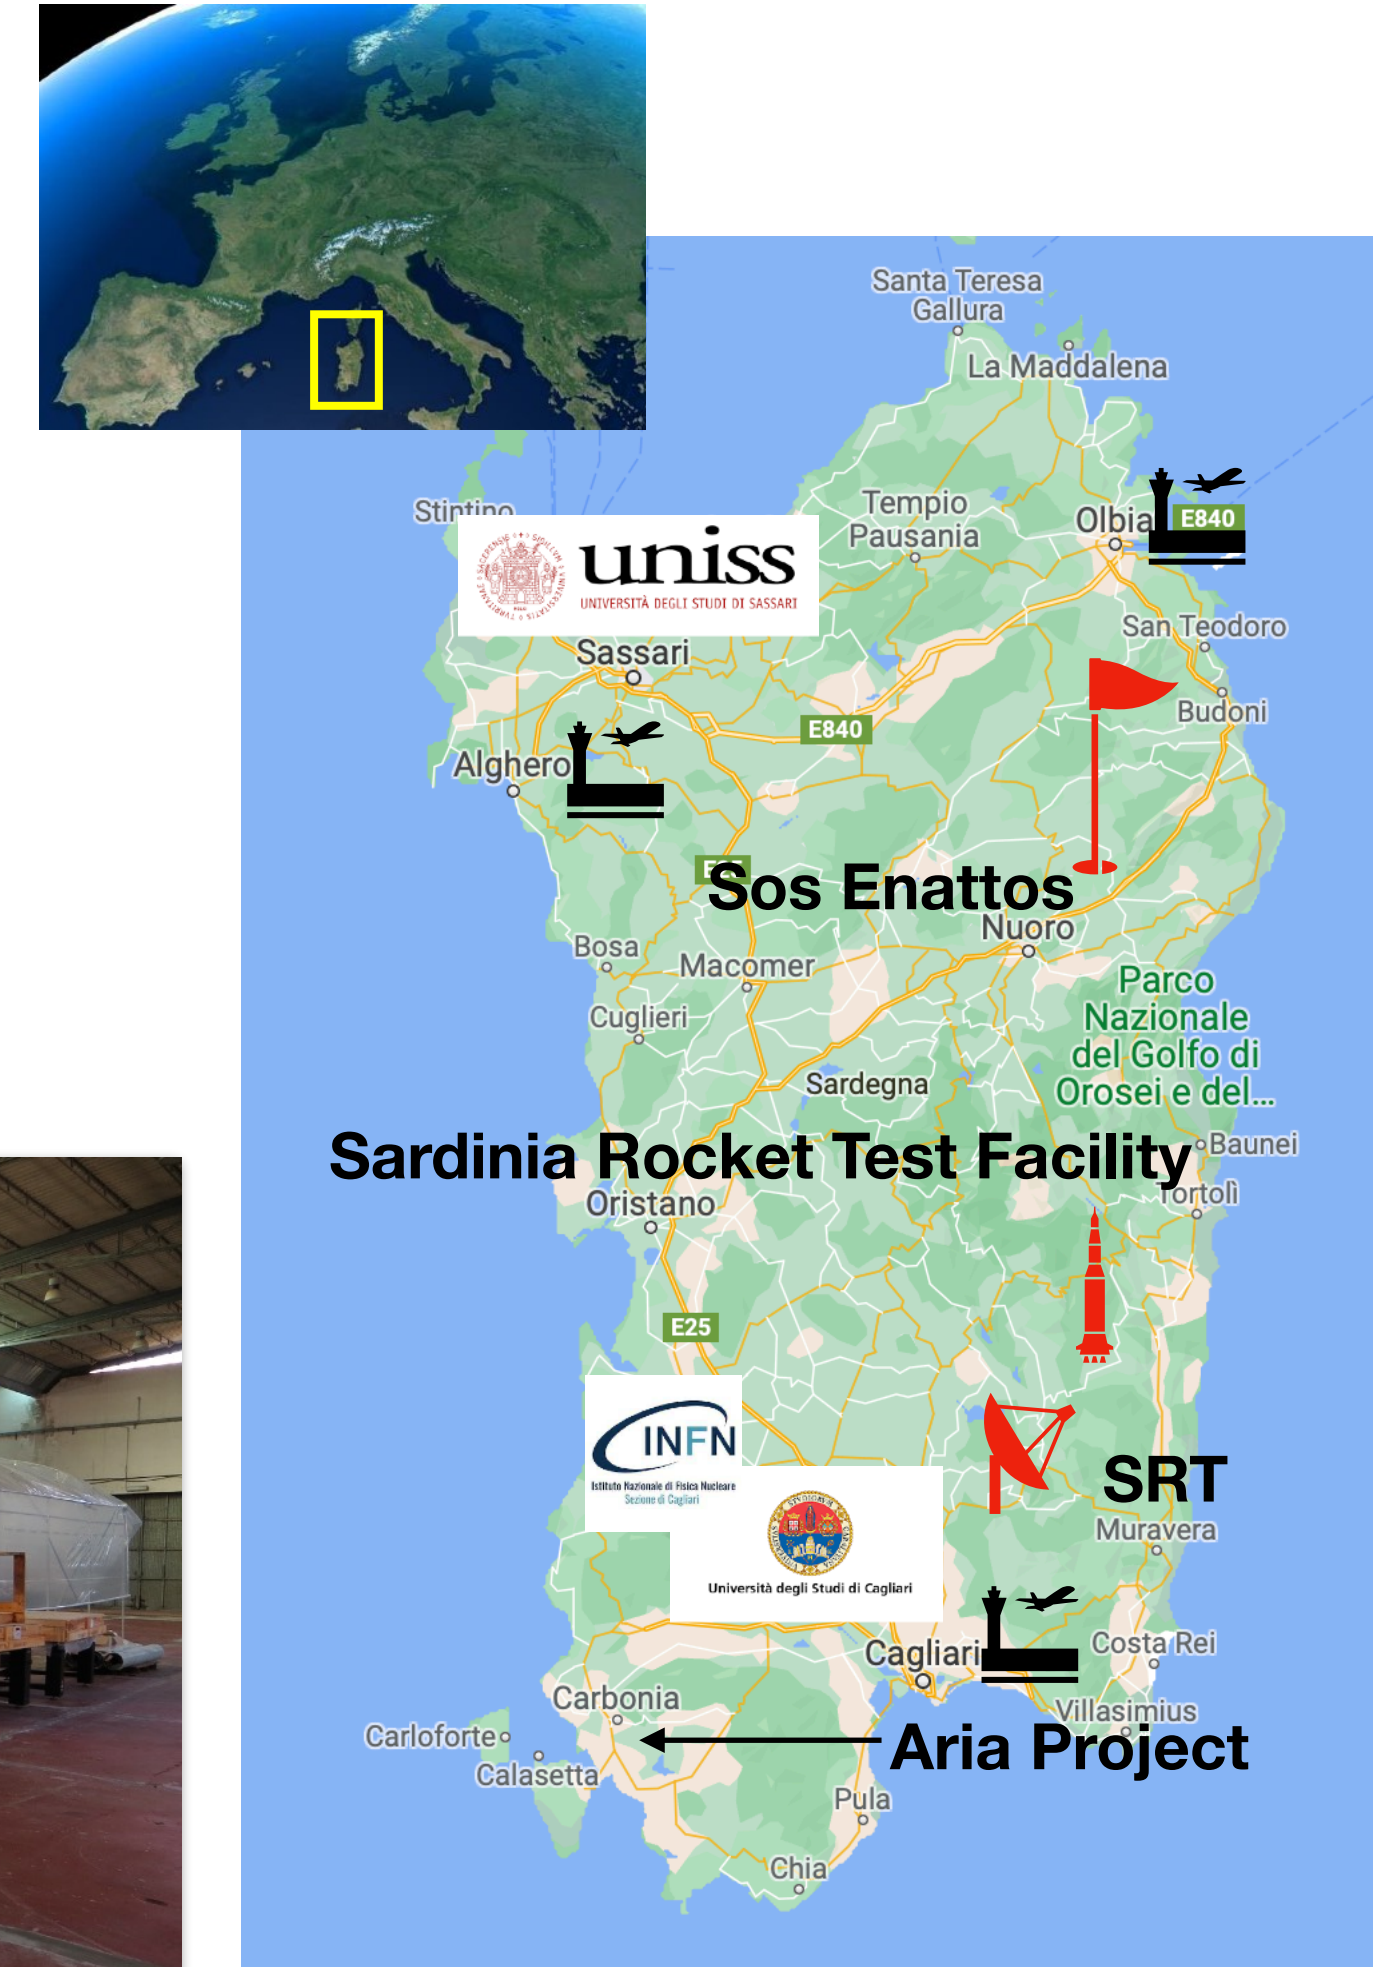 Santa Teresa
Gallura
La Maddalena
Stintino
Tempio
Pausania
Olbia
E840
uniss
UNIVERSITÀ DEGLI STUDI DI SASSARI
San Teodoro
Sassari
Budoni
E840
Alghero
Sos Enattos
Nuoro
Bosa
Macomer
Parco
Nazionale
del Golfo di
Orosei e del...
Cuglieri
Sardegna
Sardinia Rocket Test Facility
Baunei
Tortolì
Oristano
E25
INFN
Istituto Nazionale di Fisica Nucleare
Sezione di Cagliari
SRT
Muravera
Università degli Studi di Cagliari
Cagliari
Costa Rei
Carbonia
Villasimius
Carloforte
Aria Project
Calasetta
Pula
Chia